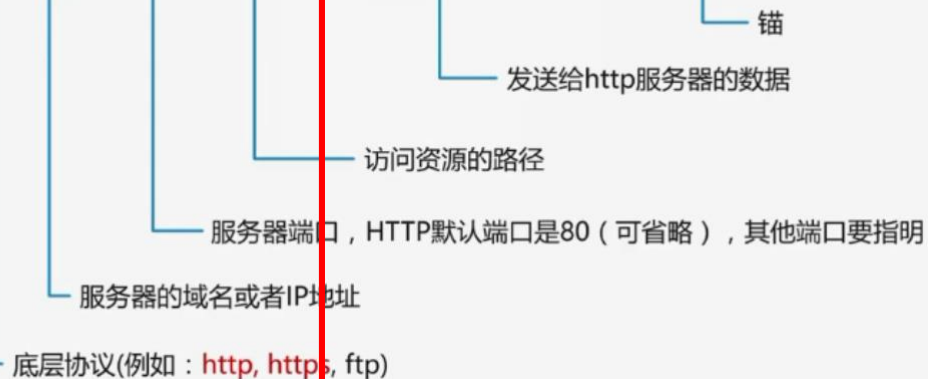 锚
发送给http服务器的数据
访问资源的路径
服务器端口，HTTP默认端口是80（可省略），其他端口要指明
服务器的域名或者IP地址
底层协议(例如：http, https, ftp)